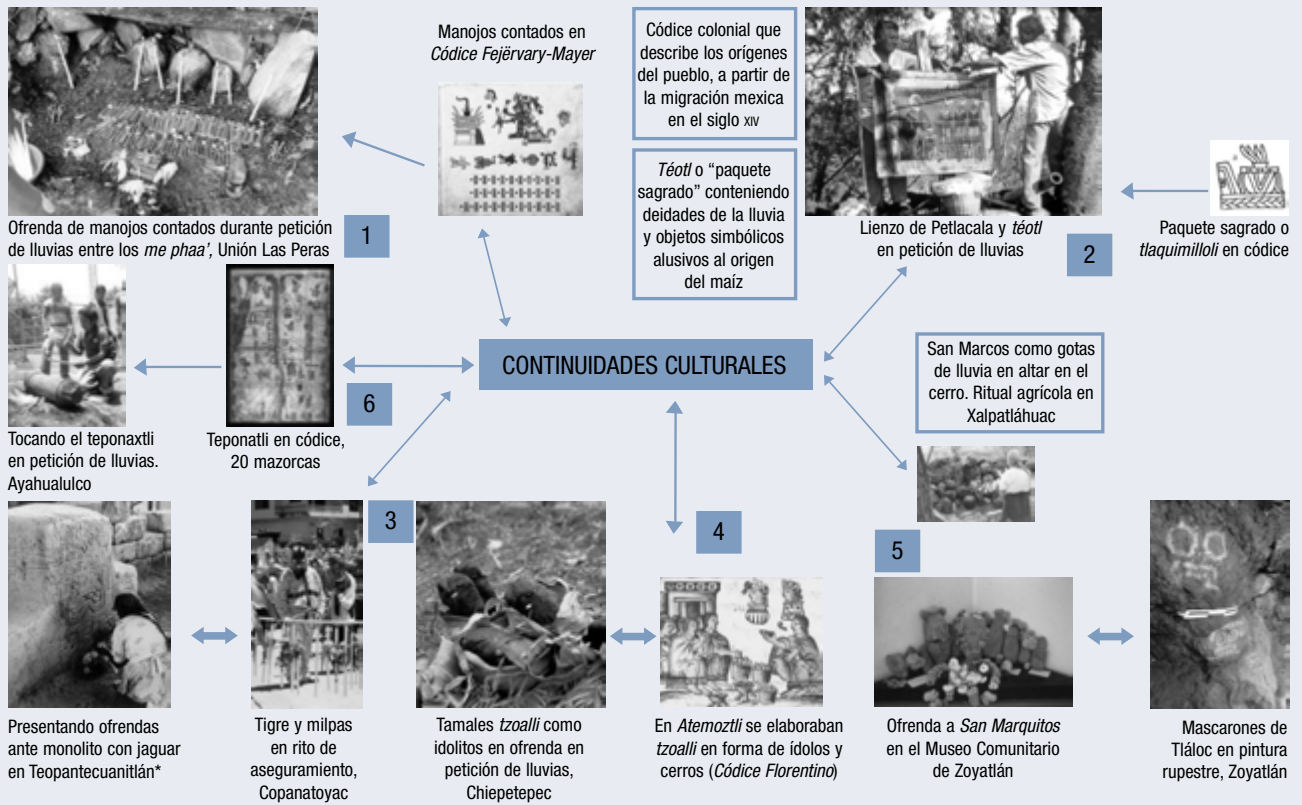 Manojos contados en
Códice Fejërvary-Mayer
Códice colonial que
describe los orígenes
del pueblo, a partir de
la migración mexica
en el siglo XIV
Téotl o “paquete
sagrado” conteniendo
deidades de la lluvia
y objetos simbólicos
alusivos al origen
del maíz
Ofrenda de manojos contados durante petición
de lluvias entre los me phaa’, Unión Las Peras
1
Lienzo de Petlacala y téotl
en petición de lluvias
2
Paquete sagrado o
tlaquimilloli en códice
CONTINUIDADES CULTURALES
San Marcos como gotas
de lluvia en altar en el
cerro. Ritual agrícola en
Xalpatláhuac
6
Tocando el teponaxtli
en petición de lluvias.
Ayahualulco
Teponatli en códice,
20 mazorcas
3
4
5
Presentando ofrendas
ante monolito con jaguar
en Teopantecuanitlán*
Tigre y milpas
en rito de
aseguramiento,
Copanatoyac
Tamales tzoalli como
idolitos en ofrenda en
petición de lluvias,
Chiepetepec
En Atemoztli se elaboraban
tzoalli en forma de ídolos y
cerros (Códice Florentino)
Ofrenda a San Marquitos
en el Museo Comunitario
de Zoyatlán
Mascarones de
Tláloc en pintura
rupestre, Zoyatlán